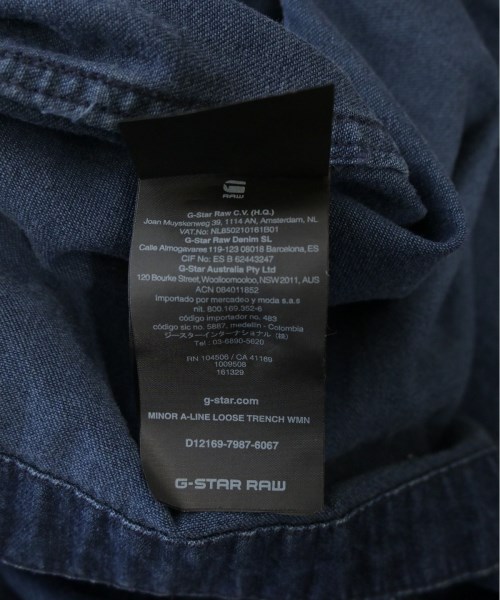 RAW
G-Star Raw C.V. (H.Q.)
Joan Muyskenweg 39, 1114 AN, Amsterdam, NL
VAT.No: NL850210161B01
G-Star Raw Denim SL
Calle Almogavares 119-123 08018 Barcelona, ES
CIF No: ES B 62443247
G-Star Australia Pty Ltd
120 Bourke Street, Woolloomooloo, NSW2011, AUS
ACN 084011852
importado por mercadeo y moda s.a.s
nit. 800.169.352-6
código importador no. 483
código sic no. 5867, medelin - Colombia
ジースターインターナショナル（株）
Tel : 03-6890-5620
RN 104506 / CA 41189
1009508
161329
g-star.com
MINOR A-LINE LOOSE TRENCH WMN
D12169-7987-6067
G-STAR RAW